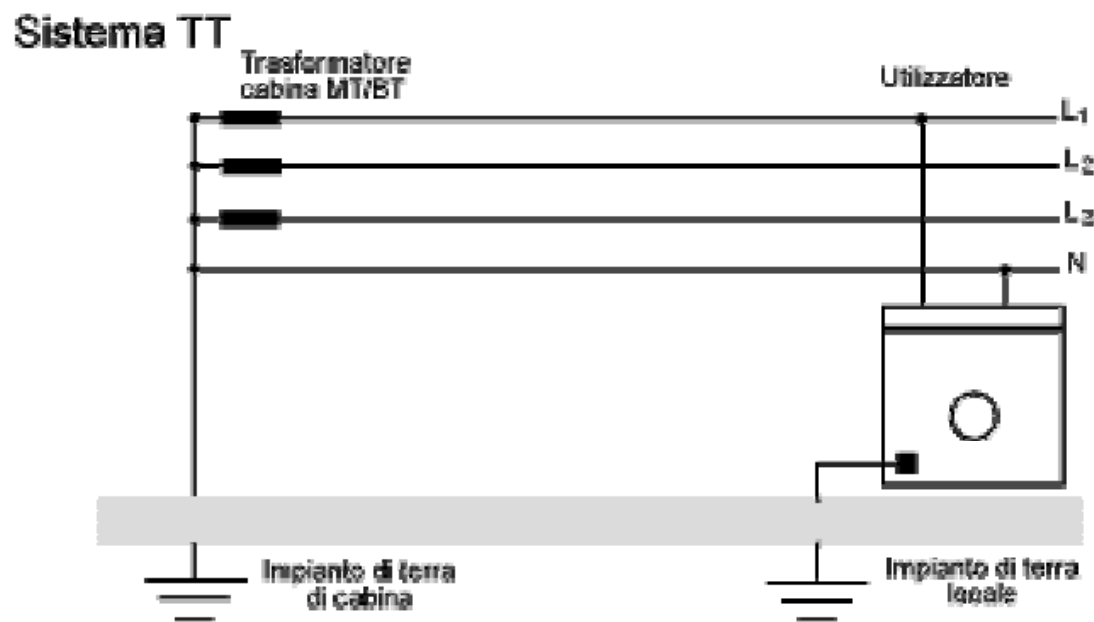 Sistema TT
Trasformatore
cabina MT/BT
Utilizzatore
L1
L2
L3
N
Impianto di terra
di cabina
Impianto di terra
locale